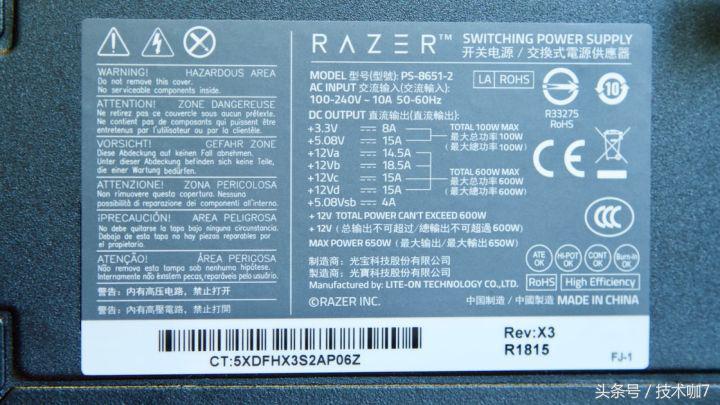 WARNING! HAZARDOUS AREA
Do not remove this cover.
No serviceable components inside.
ATTENTION! ZONE DANGEREUSE
Ne retirez pas ce couvercle sous aucun prétexte.
Ne contient pas de composants qui puissent être
entretenus par l'utilisateur ou par la clientèle.
VORSICHT! GEFAHR ZONE
Diese Abdeckung auf keinen Fall abnehmen.
Unter dieser Abdeckung befinden sich keine Teile,
die einer Wartung bedürfen.
ATTENZIONE! ZONA PERICOLOSA
Non rimuovere questa copertura. Nessuna
possibilità di riparazione dei componenti all'interno.
¡PRECAUCIÓN! ÁREA PELIGROSA
No debe quitarse la tapa bajo ninguna circunstancia.
Debajo de esta tapa no hay piezas reparables por
el propietario.
ATENÇÃO! ÁREA PERIGOSA
Não remova esta tampa sob nenhuma hipótese.
Internamente não existem peças, reparáveis pelo usuário.
警告：内有高压电路，禁止打开
警告：內有高壓電路，禁止打開
RAZER™ SWITCHING POWER SUPPLY
开关电源 / 交換式電源供應器
MODEL 型号(型號): PS-8651-2
AC INPUT 交流输入(交流輸入):
100-240V ~ 10A 50-60Hz
LA ROHS
R33275
RoHS
10
DC OUTPUT 直流输出(直流輸出):
+3.3V 8A
+5.08V 15A
TOTAL 100W MAX
最大总功率 100W
(最大總功率 100W)
+12Va 14.5A
+12Vb 18.5A
+12Vc 15A
+12Vd 15A
TOTAL 600W MAX
最大总功率 600W
(最大總功率 600W)
+5.08Vsb 4A
+12V TOTAL POWER CAN'T EXCEED 600W
+12V (总输出不可超过/總輸出不可超過 600W)
MAX POWER 650W (最大输出/最大輸出 650W)
CE
CCC
制造商：光宝科技股份有限公司
製造商：光寶科技股份有限公司
Manufactured by: LITE-ON TECHNOLOGY CO.,LTD.
©RAZER INC.
ATE OK
HI-POT OK
CONT OK
Burn-in OK
RoHS High Efficiency
中国制造 / 中國製造 MADE IN CHINA
CT:5XDFHX3S2AP06Z
Rev:X3
R1815
FJ-1
头条号 / 技术咖7